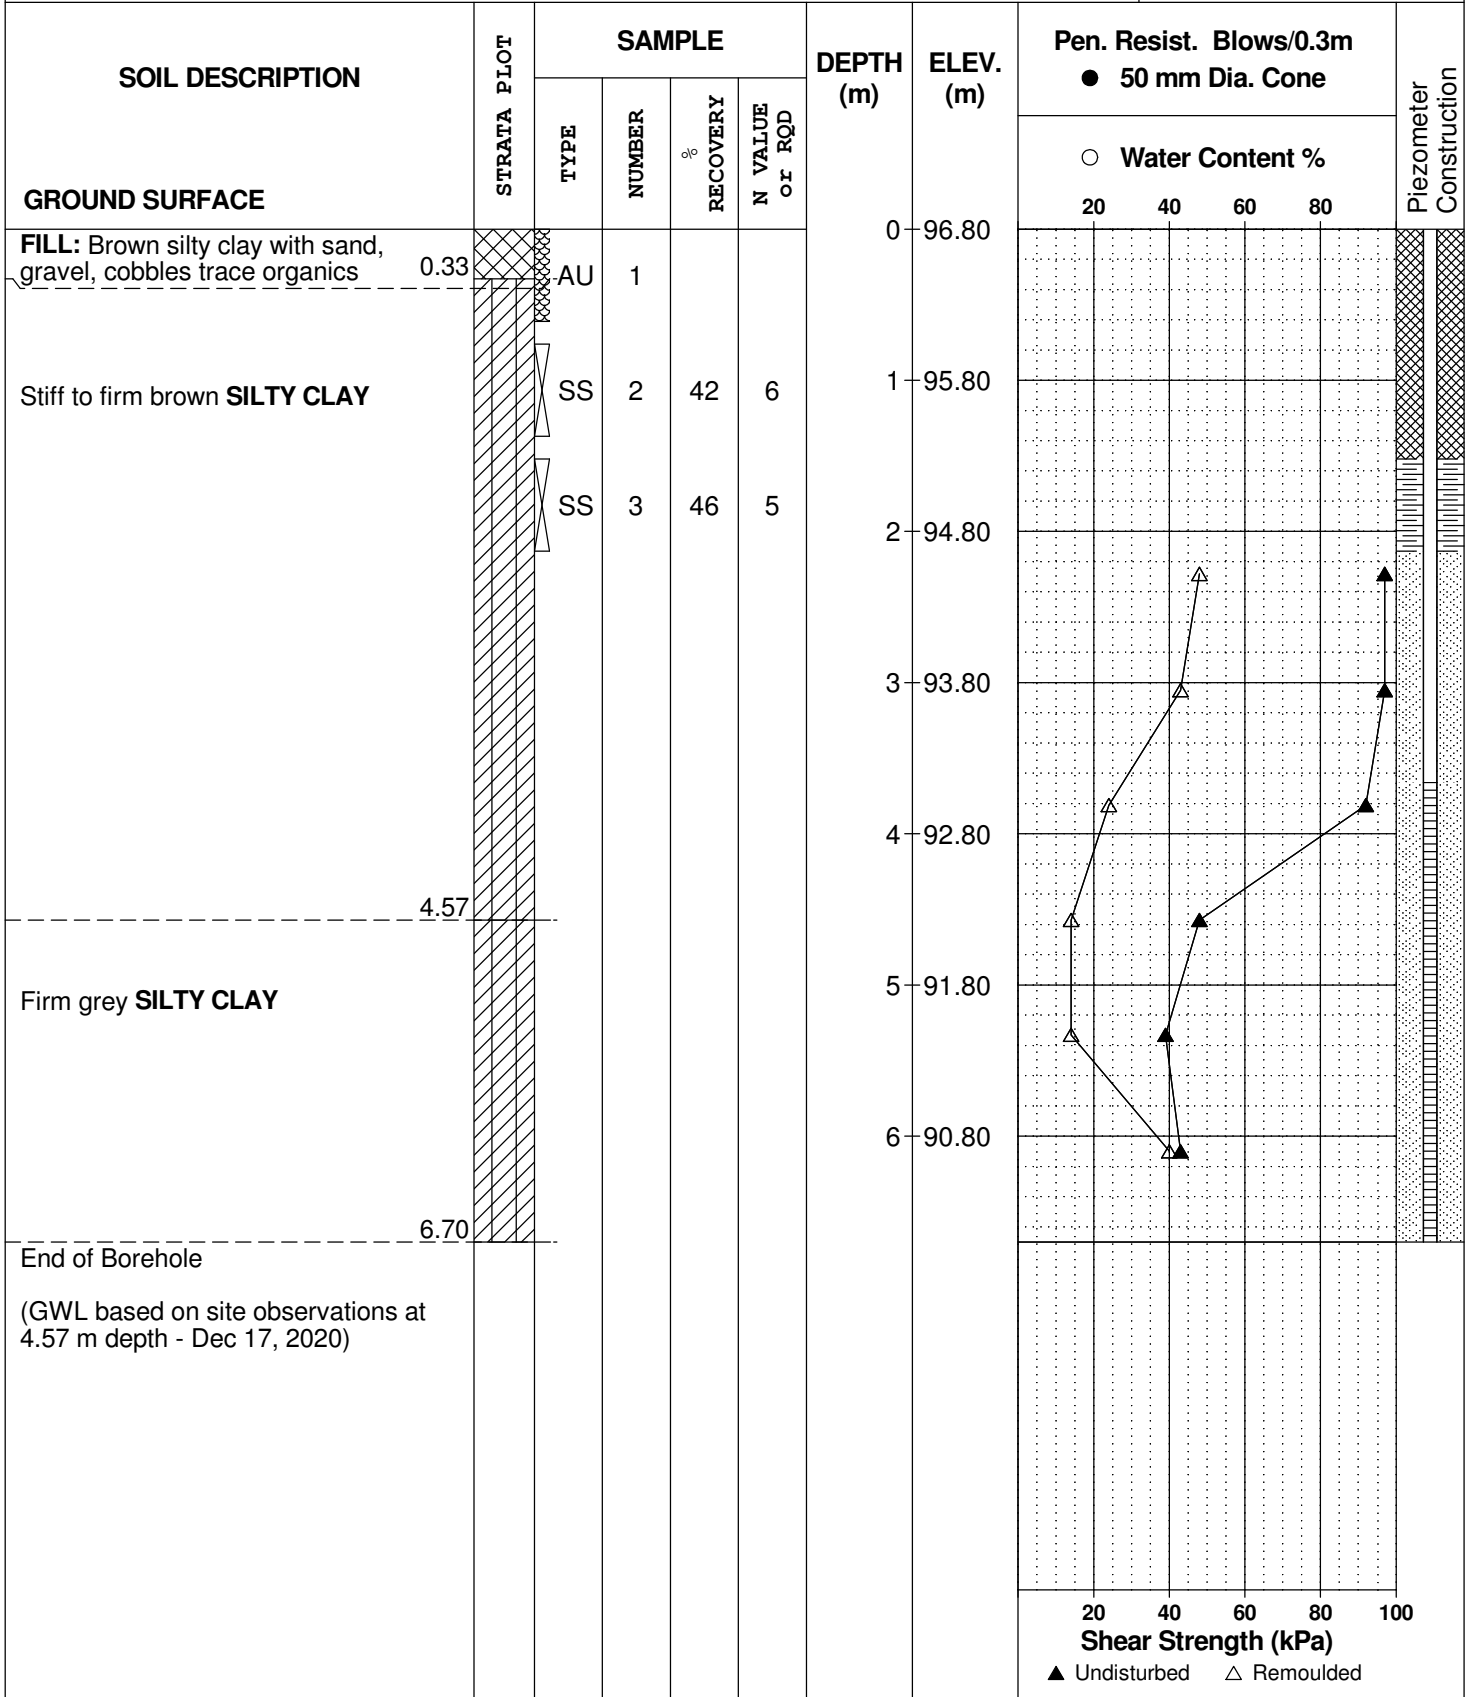 SOIL DESCRIPTION
GROUND SURFACE
STRATA PLOT
SAMPLE
TYPE
NUMBER
%
RECOVERY
N VALUE
or RQD
DEPTH
(m)
ELEV.
(m)
Pen. Resist. Blows/0.3m
● 50 mm Dia. Cone
○ Water Content %
20 40 60 80
Piezometer
Construction
FILL: Brown silty clay with sand,
gravel, cobbles trace organics 0.33
AU 1
0 96.80
Stiff to firm brown SILTY CLAY
SS 2 42 6
1 95.80
SS 3 46 5
2 94.80
3 93.80
4 92.80
4.57
Firm grey SILTY CLAY
5 91.80
6 90.80
6.70
End of Borehole
(GWL based on site observations at
4.57 m depth - Dec 17, 2020)
20 40 60 80 100
Shear Strength (kPa)
▲ Undisturbed △ Remoulded